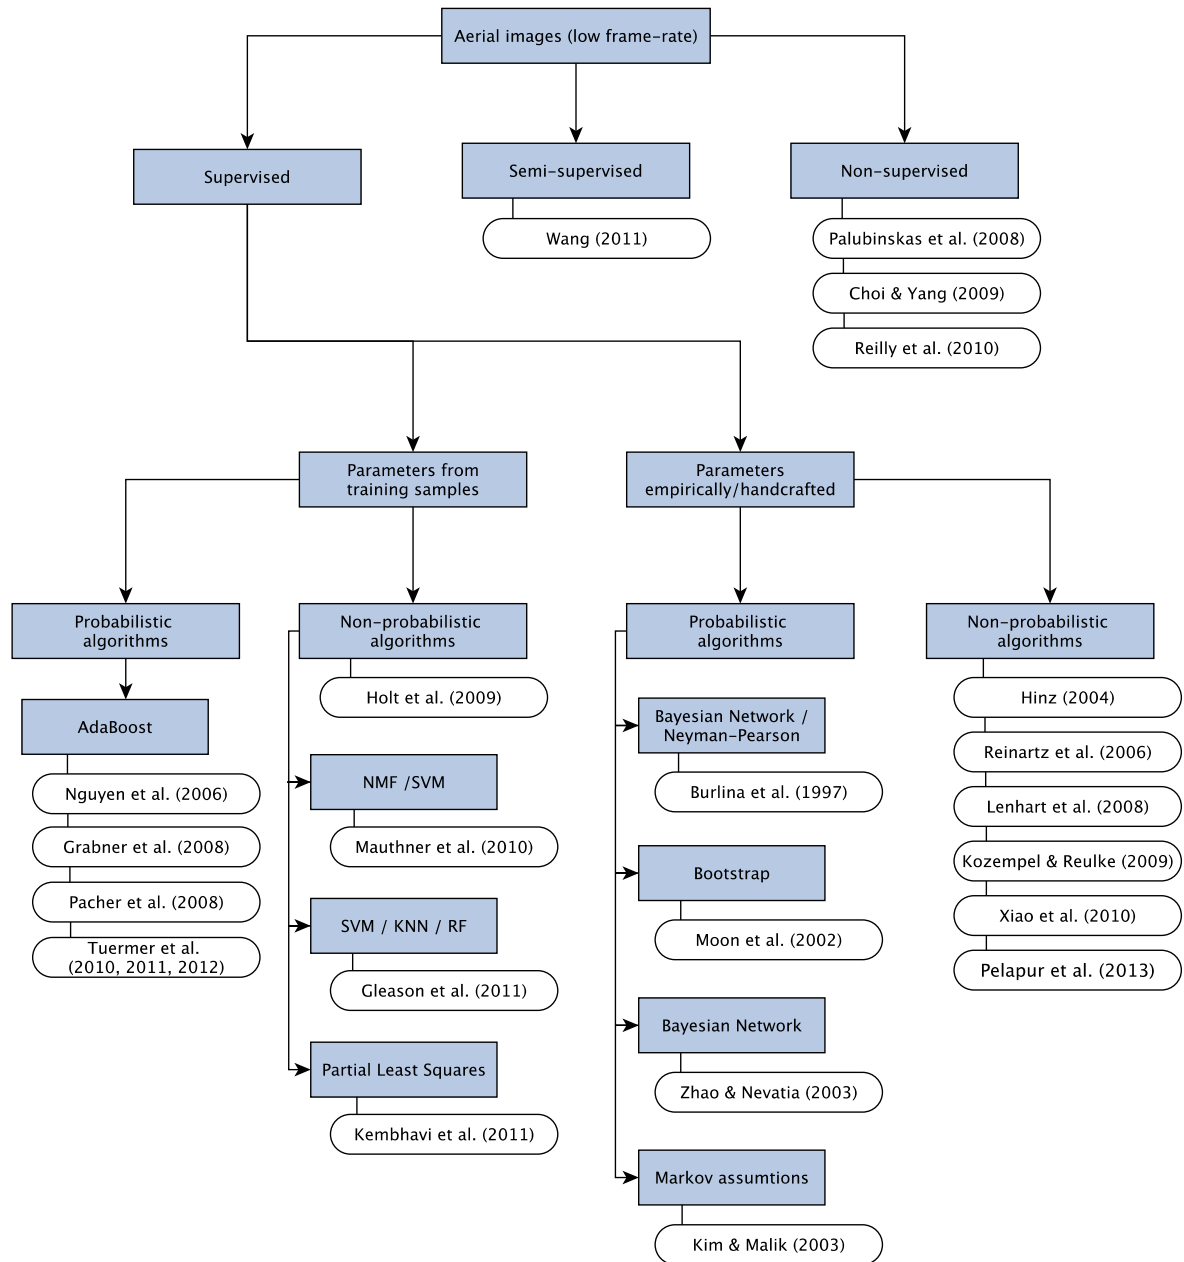 Aerial images (low frame-rate)
Supervised
Semi-supervised
Non-supervised
Wang (2011)
Palubinskas et al. (2008)
Choi & Yang (2009)
Reilly et al. (2010)
Parameters from
training samples
Parameters
empirically/handcrafted
Probabilistic
algorithms
Non-probabilistic
algorithms
Probabilistic
algorithms
Non-probabilistic
algorithms
AdaBoost
Nguyen et al. (2006)
Grabner et al. (2008)
Pacher et al. (2008)
Tuermer et al.
(2010, 2011, 2012)
Holt et al. (2009)
NMF /SVM
Mauthner et al. (2010)
SVM / KNN / RF
Gleason et al. (2011)
Partial Least Squares
Kembhavi et al. (2011)
Bayesian Network /
Neyman-Pearson
Burlina et al. (1997)
Bootstrap
Moon et al. (2002)
Bayesian Network
Zhao & Nevatia (2003)
Markov assumtions
Kim & Malik (2003)
Hinz (2004)
Reinartz et al. (2006)
Lenhart et al. (2008)
Kozempel & Reulke (2009)
Xiao et al. (2010)
Pelapur et al. (2013)